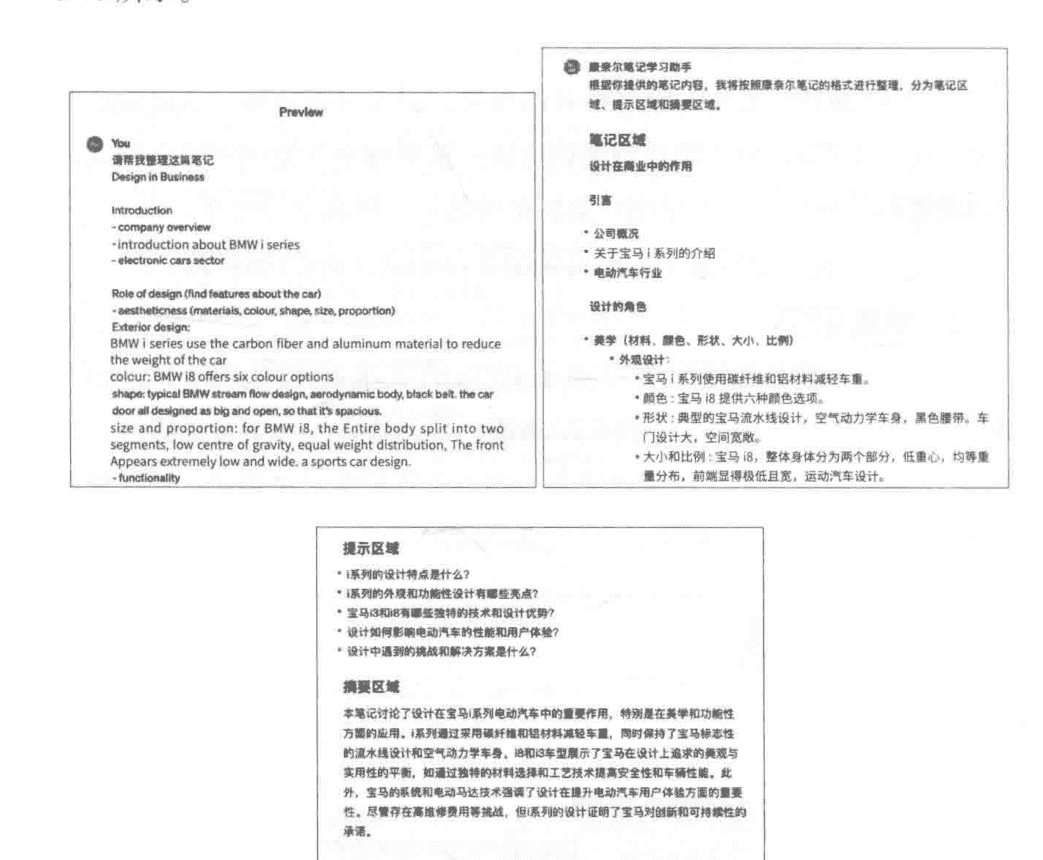 Preview
You
请帮我整理这篇笔记
Design in Business
Introduction
- company overview
- introduction about BMW i series
- electronic cars sector
Role of design (find features about the car)
- aestheticness (materials, colour, shape, size, proportion)
Exterior design:
BMW i series use the carbon fiber and aluminum material to reduce
the weight of the car
colour: BMW i8 offers six colour options
shape: typical BMW stream flow design, aerodynamic body, black belt. the car
door all designed as big and open, so that it's spacious.
size and proportion: for BMW i8, the Entire body split into two
segments, low centre of gravity, equal weight distribution, The front
Appears extremely low and wide. a sports car design.
- functionality
康奈尔笔记学习助手
根据你提供的笔记内容，我将按照康奈尔笔记的格式进行整理，分为笔记区
域、提示区域和摘要区域。
笔记区域
设计在商业中的作用
引言
• 公司概况
• 关于宝马 i 系列的介绍
• 电动汽车行业
设计的角色
• 美学（材料、颜色、形状、大小、比例）
• 外观设计：
• 宝马 i 系列使用碳纤维和铝材料减轻车重。
• 颜色：宝马 i8 提供六种颜色选项。
• 形状：典型的宝马流水线设计，空气动力学车身，黑色腰带。车
门设计大，空间宽敞。
• 大小和比例：宝马 i8，整体身体分为两个部分，低重心，均等重
量分布，前端显得极低且宽，运动汽车设计。
提示区域
• i系列的设计特点是什么?
• i系列的外观和功能性设计有哪些亮点?
• 宝马i3和i8有哪些独特的技术和设计优势?
• 设计如何影响电动汽车的性能和用户体验?
• 设计中遇到的挑战和解决方案是什么?
摘要区域
本笔记讨论了设计在宝马i系列电动汽车中的重要作用，特别是在美学和功能性
方面的应用。i系列通过采用碳纤维和铝材料减轻车重，同时保持了宝马标志性
的流水线设计和空气动力学车身。i8和i3车型展示了宝马在设计上追求的美观与
实用性的平衡，如通过独特的材料选择和工艺技术提高安全性和车辆性能。此
外，宝马的系统和电动马达技术强调了设计在提升电动汽车用户体验方面的重要
性。尽管存在高维修费用等挑战，但i系列的设计证明了宝马对创新和可持续性的
承诺。